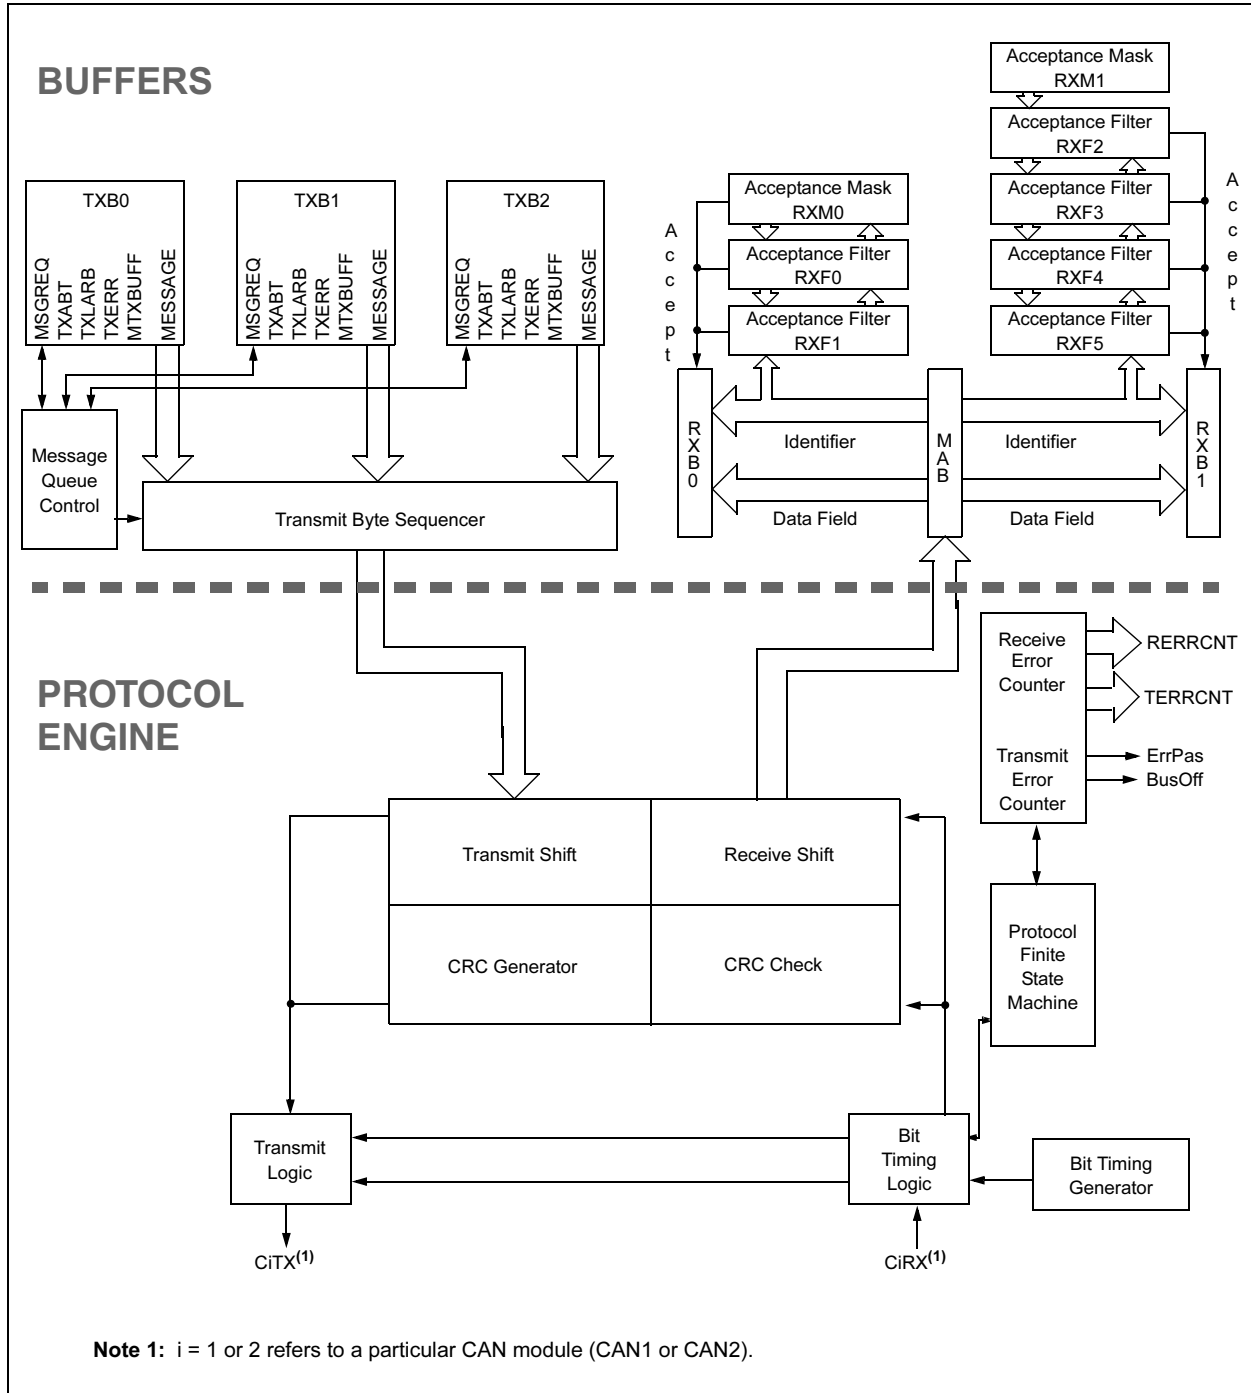 BUFFERS
Acceptance Mask
RXM1
Acceptance Filter
RXF2
Acceptance Filter
RXF3
Acceptance Filter
RXF4
Acceptance Filter
RXF5
Accept
Acceptance Mask
RXM0
Acceptance Filter
RXF0
Acceptance Filter
RXF1
Accept
TXB0
MSGREQ
TXABT
TXLARB
TXERR
MTXBUFF
MESSAGE
TXB1
MSGREQ
TXABT
TXLARB
TXERR
MTXBUFF
MESSAGE
TXB2
MSGREQ
TXABT
TXLARB
TXERR
MTXBUFF
MESSAGE
Message
Queue
Control
Transmit Byte Sequencer
RXB0
Identifier
Data Field
MAB
Identifier
Data Field
RXB1
PROTOCOL
ENGINE
Receive
Error
Counter
Transmit
Error
Counter
RERRCNT
TERRCNT
ErrPas
BusOff
Transmit Shift
Receive Shift
CRC Generator
CRC Check
Protocol
Finite
State
Machine
Transmit
Logic
Bit
Timing
Logic
Bit Timing
Generator
CiTX(1)
CiRX(1)
Note 1: i = 1 or 2 refers to a particular CAN module (CAN1 or CAN2).